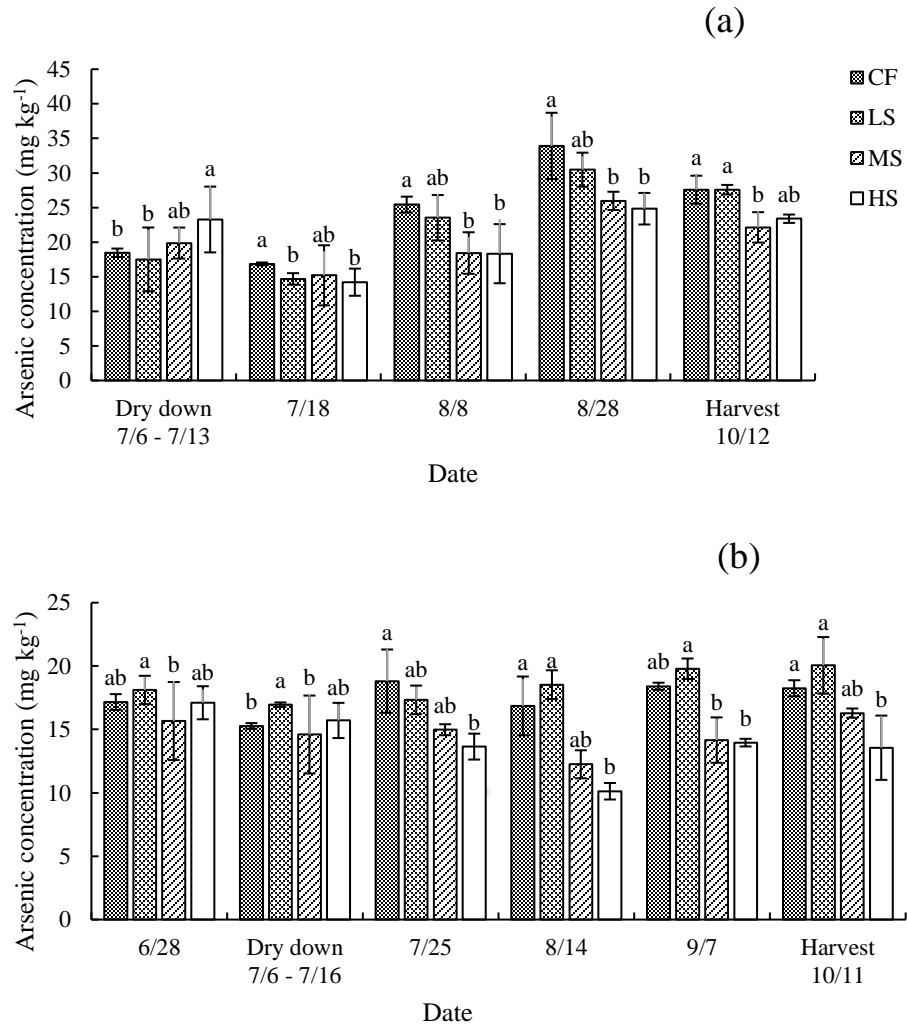 (a)
Arsenic concentration (mg kg⁻¹)
45
40
35
30
25
20
15
10
5
0
b b ab a
a b ab b
a ab b b
a ab b b
a a b ab
CF
LS
MS
HS
Dry down
7/6 - 7/13
7/18
8/8
8/28
Harvest
10/12
Date
(b)
Arsenic concentration (mg kg⁻¹)
25
20
15
10
5
0
ab a b ab
b a b ab
a ab ab b
a a ab b
ab a b b
a a ab b
6/28
Dry down
7/6 - 7/16
7/25
8/14
9/7
Harvest
10/11
Date